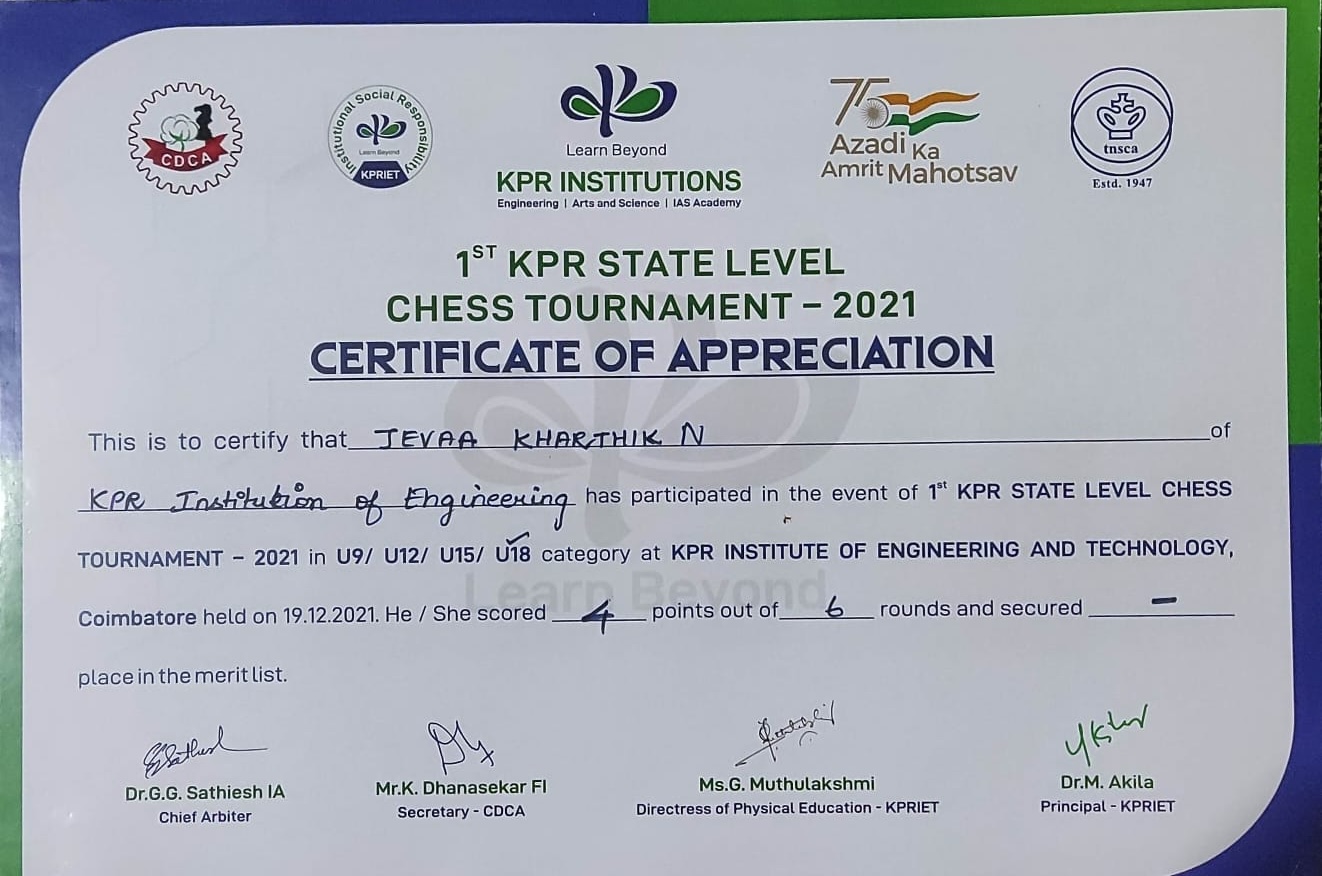 CDCA
Institutional Social Responsibility
Learn Beyond
KPRIET
Learn Beyond
KPR INSTITUTIONS
Engineering | Arts and Science | IAS Academy
75
Azadi Ka
Amrit Mahotsav
tnsca
Estd. 1947
1ST KPR STATE LEVEL
CHESS TOURNAMENT – 2021
CERTIFICATE OF APPRECIATION
This is to certify that JEVAA KHARTHIK N of
KPR Institution of Engineering has participated in the event of 1st KPR STATE LEVEL CHESS
TOURNAMENT – 2021 in U9/ U12/ U15/ U18 category at KPR INSTITUTE OF ENGINEERING AND TECHNOLOGY,
Coimbatore held on 19.12.2021. He / She scored 4 points out of 6 rounds and secured –
place in the merit list.
Learn Beyond
Dr.G.G. Sathiesh IA
Chief Arbiter
Mr.K. Dhanasekar FI
Secretary - CDCA
Ms.G. Muthulakshmi
Directress of Physical Education - KPRIET
Dr.M. Akila
Principal - KPRIET